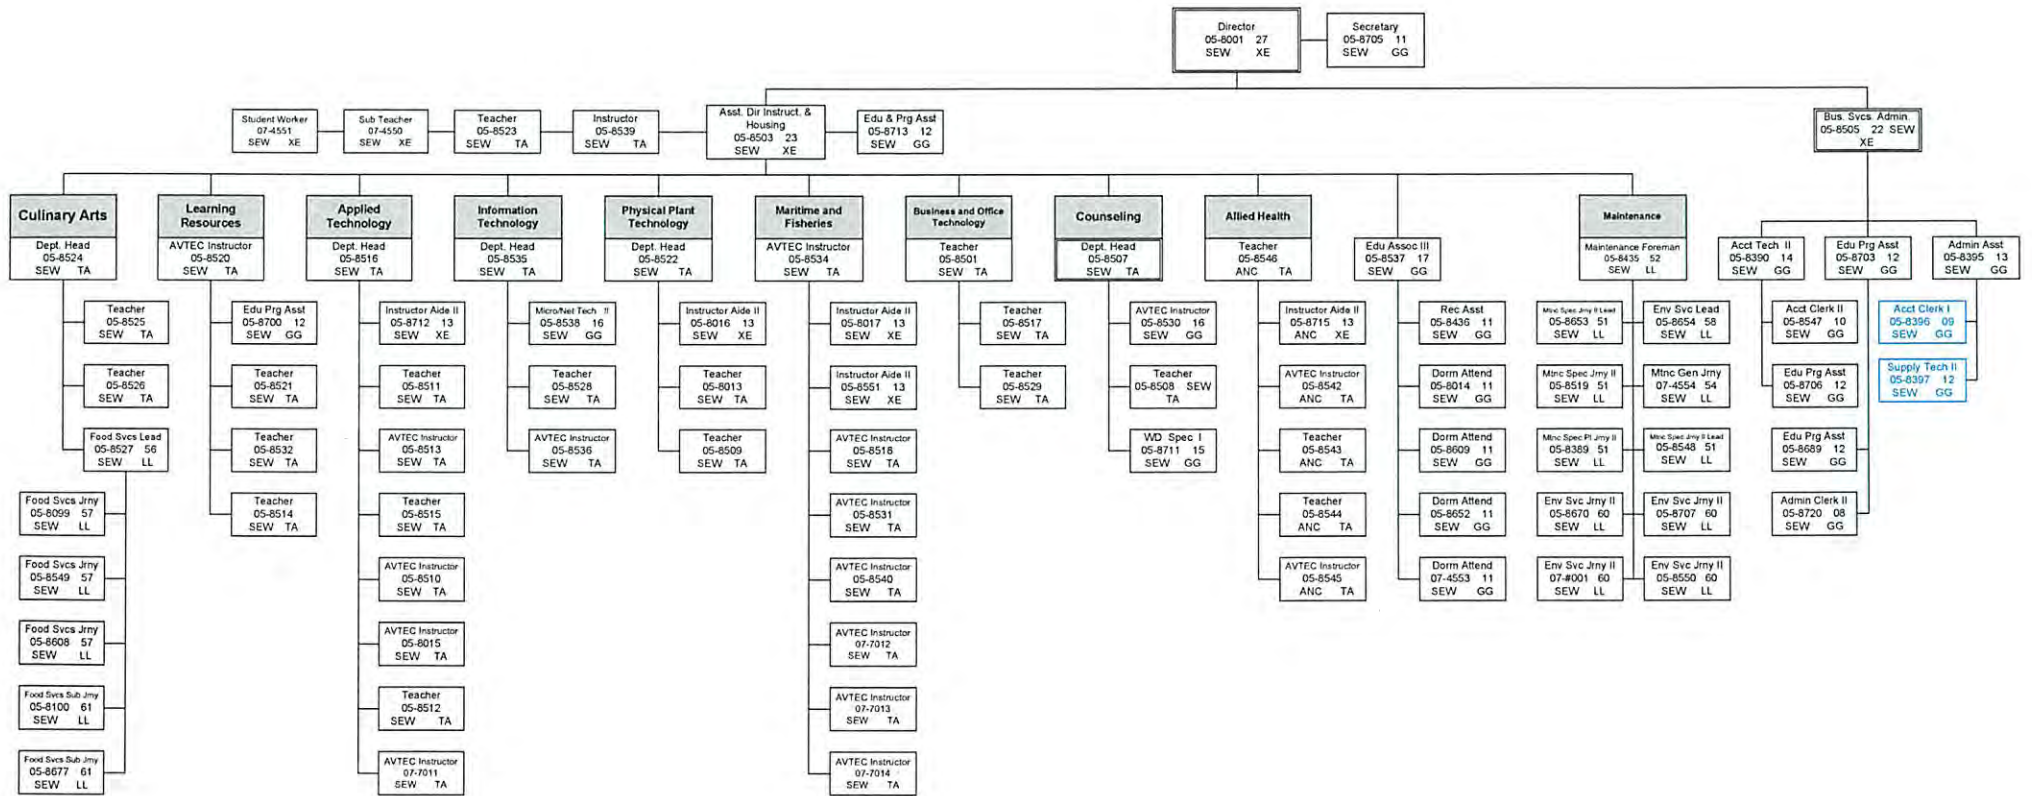 Director
05-8001 27
SEW XE
Secretary
05-8705 11
SEW GG
Student Worker
07-4551
SEW XE
Sub Teacher
07-4550
SEW XE
Teacher
05-8523
SEW TA
Instructor
05-8539
SEW TA
Asst. Dir Instruct. &
Housing
05-8503 23
SEW XE
Edu & Prg Asst
05-8713 12
SEW GG
Bus. Svcs. Admin.
05-8505 22 SEW
XE
Culinary Arts
Dept. Head
05-8524
SEW TA
Teacher
05-8525
SEW TA
Teacher
05-8526
SEW TA
Food Svcs Lead
05-8527 56
SEW LL
Food Svcs Jrny
05-8099 57
SEW LL
Food Svcs Jrny
05-8549 57
SEW LL
Food Svcs Jrny
05-8608 57
SEW LL
Food Svcs Sub Jrny
05-8100 61
SEW LL
Food Svcs Sub Jrny
05-8677 61
SEW LL
Learning
Resources
AVTEC Instructor
05-8520
SEW TA
Edu Prg Asst
05-8700 12
SEW GG
Teacher
05-8521
SEW TA
Teacher
05-8532
SEW TA
Teacher
05-8514
SEW TA
Applied
Technology
Dept. Head
05-8516
SEW TA
Instructor Aide II
05-8712 13
SEW XE
Teacher
05-8511
SEW TA
AVTEC Instructor
05-8513
SEW TA
Teacher
05-8515
SEW TA
AVTEC Instructor
05-8510
SEW TA
AVTEC Instructor
05-8015
SEW TA
Teacher
05-8512
SEW TA
AVTEC Instructor
07-7011
SEW TA
Information
Technology
Dept. Head
05-8535
SEW TA
Micro/Net Tech II
05-8538 16
SEW GG
Teacher
05-8528
SEW TA
AVTEC Instructor
05-8536
SEW TA
Physical Plant
Technology
Dept. Head
05-8522
SEW TA
Instructor Aide II
05-8016 13
SEW XE
Teacher
05-8013
SEW TA
Teacher
05-8509
SEW TA
Maritime and
Fisheries
AVTEC Instructor
05-8534
SEW TA
Instructor Aide II
05-8017 13
SEW XE
Instructor Aide II
05-8551 13
SEW XE
AVTEC Instructor
05-8518
SEW TA
AVTEC Instructor
05-8531
SEW TA
AVTEC Instructor
05-8540
SEW TA
AVTEC Instructor
07-7012
SEW TA
AVTEC Instructor
07-7013
SEW TA
AVTEC Instructor
07-7014
SEW TA
Business and Office
Technology
Teacher
05-8501
SEW TA
Teacher
05-8517
SEW TA
Teacher
05-8529
SEW TA
Counseling
Dept. Head
05-8507
SEW TA
AVTEC Instructor
05-8530 16
SEW GG
Teacher
05-8508 SEW
TA
WD Spec I
05-8711 15
SEW GG
Allied Health
Teacher
05-8546
ANC TA
Instructor Aide II
05-8715 13
ANC XE
AVTEC Instructor
05-8542
ANC TA
Teacher
05-8543
ANC TA
Teacher
05-8544
ANC TA
AVTEC Instructor
05-8545
ANC TA
Edu Assoc III
05-8537 17
SEW GG
Rec Asst
05-8436 11
SEW GG
Dorm Attend
05-8014 11
SEW GG
Dorm Attend
05-8609 11
SEW GG
Dorm Attend
05-8652 11
SEW GG
Dorm Attend
07-4553 11
SEW GG
Maintenance
Maintenance Foreman
05-8435 52
SEW LL
Mtnc Spec Jrny II Lead
05-8653 51
SEW LL
Env Svc Lead
05-8654 58
SEW LL
Mtnc Spec Jrny II
05-8519 51
SEW LL
Mtnc Gen Jrny
07-4554 54
SEW LL
Mtnc Spec Pl Jrny II
05-8389 51
SEW LL
Mtnc Spec Jrny II Lead
05-8548 51
SEW LL
Env Svc Jrny II
05-8670 60
SEW LL
Env Svc Jrny II
05-8707 60
SEW LL
Env Svc Jrny II
07-#001 60
SEW LL
Env Svc Jrny II
05-8550 60
SEW LL
Acct Tech II
05-8390 14
SEW GG
Edu Prg Asst
05-8703 12
SEW GG
Admin Asst
05-8395 13
SEW GG
Acct Clerk II
05-8547 10
SEW GG
Acct Clerk I
05-8396 09
SEW GG
Edu Prg Asst
05-8706 12
SEW GG
Supply Tech II
05-8397 12
SEW GG
Edu Prg Asst
05-8689 12
SEW GG
Admin Clerk II
05-8720 08
SEW GG